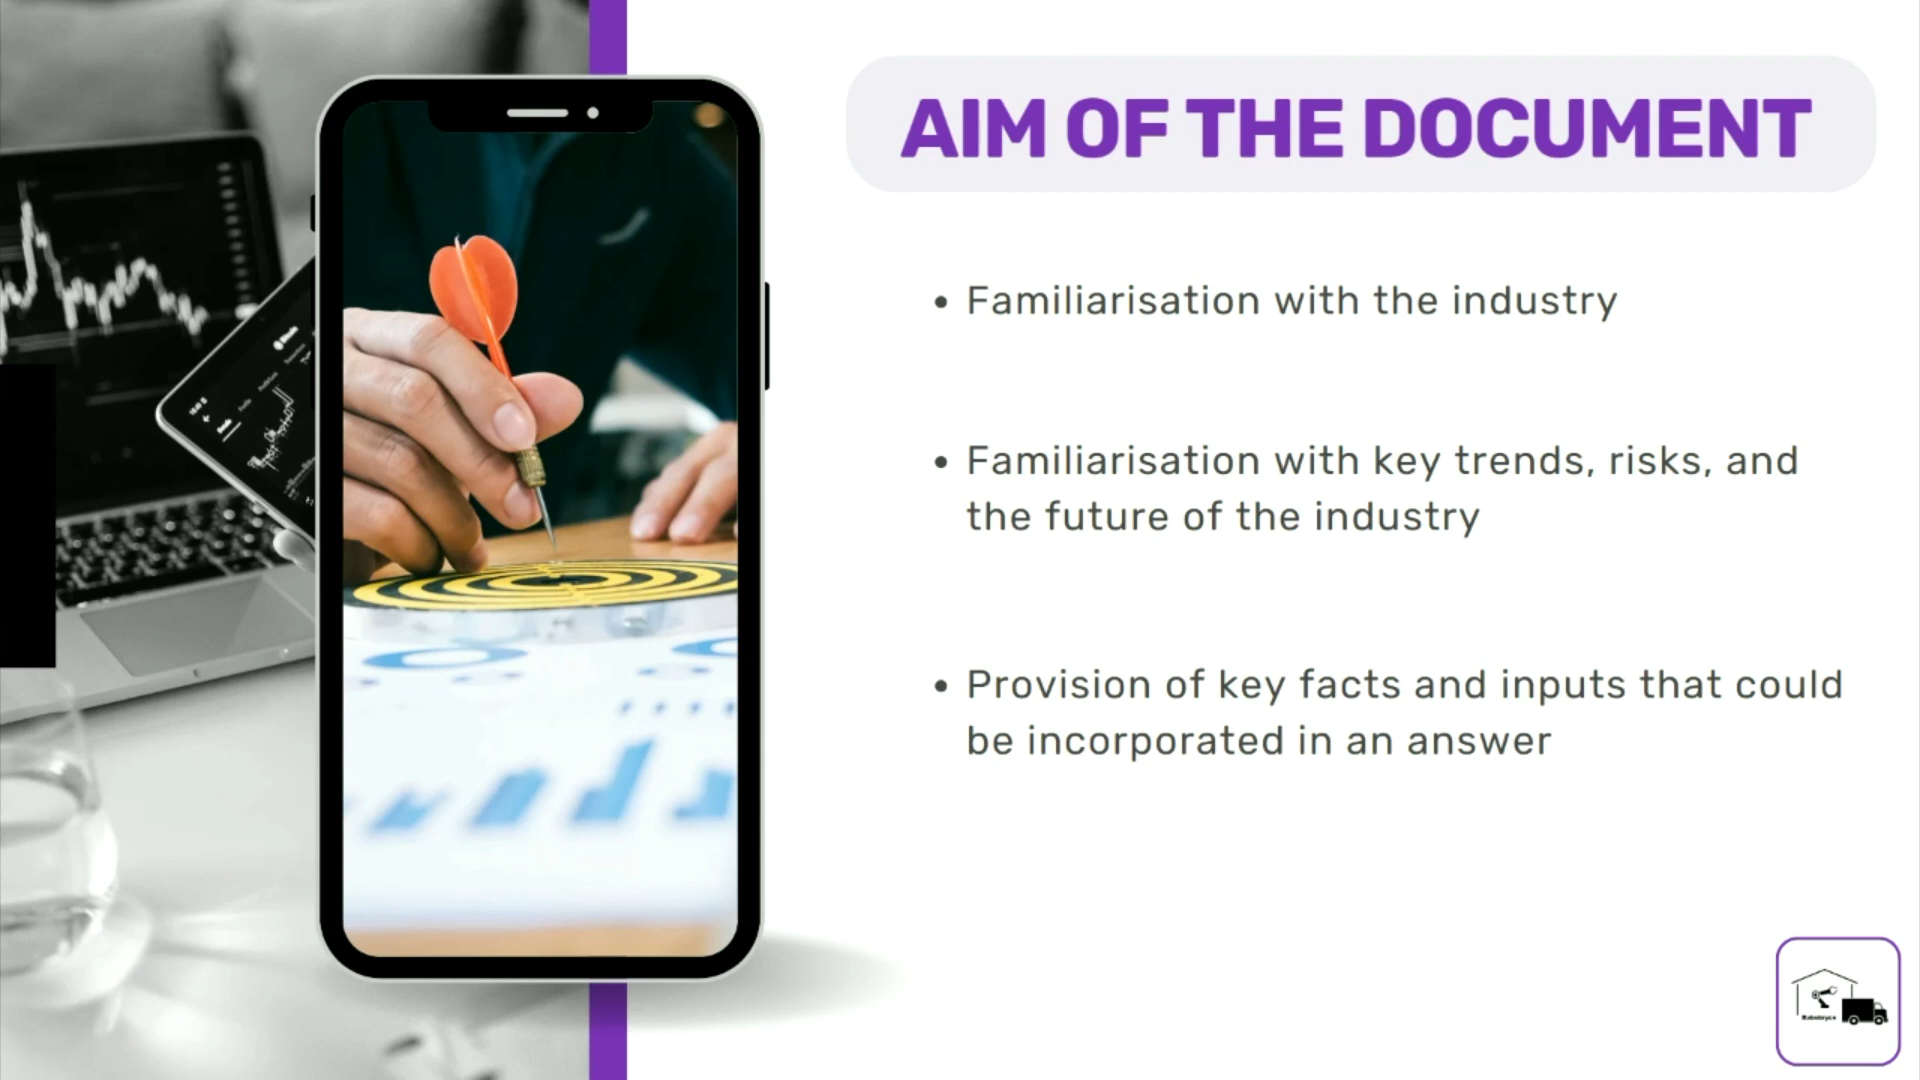 AIM OF THE DOCUMENT
• Familiarisation with the industry
• Familiarisation with key trends, risks, and
the future of the industry
• Provision of key facts and inputs that could
be incorporated in an answer